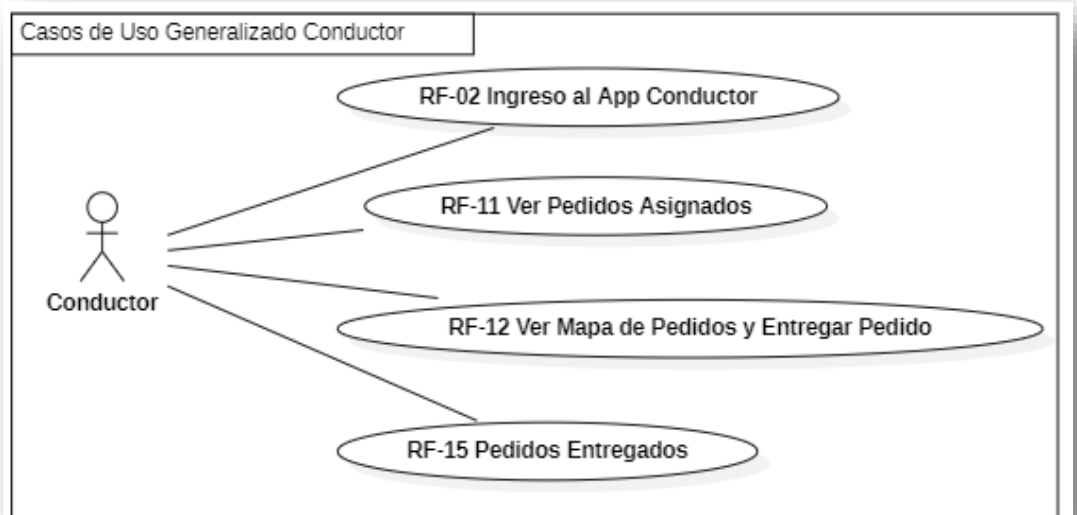 Casos de Uso Generalizado Conductor
RF-02 Ingreso al App Conductor
RF-11 Ver Pedidos Asignados
Conductor
RF-12 Ver Mapa de Pedidos y Entregar Pedido
RF-15 Pedidos Entregados